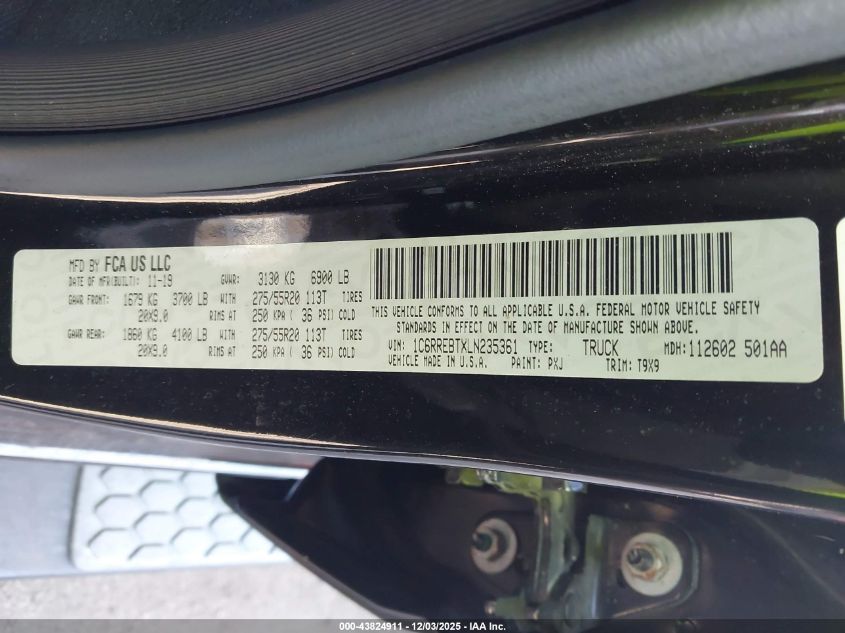 MFD BY FCA US LLC
DATE OF MFR(BUILT): 11-19 GVWR: 3130 KG 6900 LB
GAWR FRONT: 1679 KG 3700 LB WITH 275/55R20 113T TIRES
20X9.0 RIMS AT 250 KPA ( 36 PSI) COLD
GAWR REAR: 1860 KG 4100 LB WITH 275/55R20 113T TIRES
20X9.0 RIMS AT 250 KPA ( 36 PSI) COLD
THIS VEHICLE CONFORMS TO ALL APPLICABLE U.S.A. FEDERAL MOTOR VEHICLE SAFETY
STANDARDS IN EFFECT ON THE DATE OF MANUFACTURE SHOWN ABOVE.
VIN: 1C6RREBTXLN235361 TYPE: TRUCK MDH: 112602 501AA
MADE IN U.S.A. PAINT: PXJ TRIM: T9X9
000-43824911 - 12/03/2025 - IAA Inc.